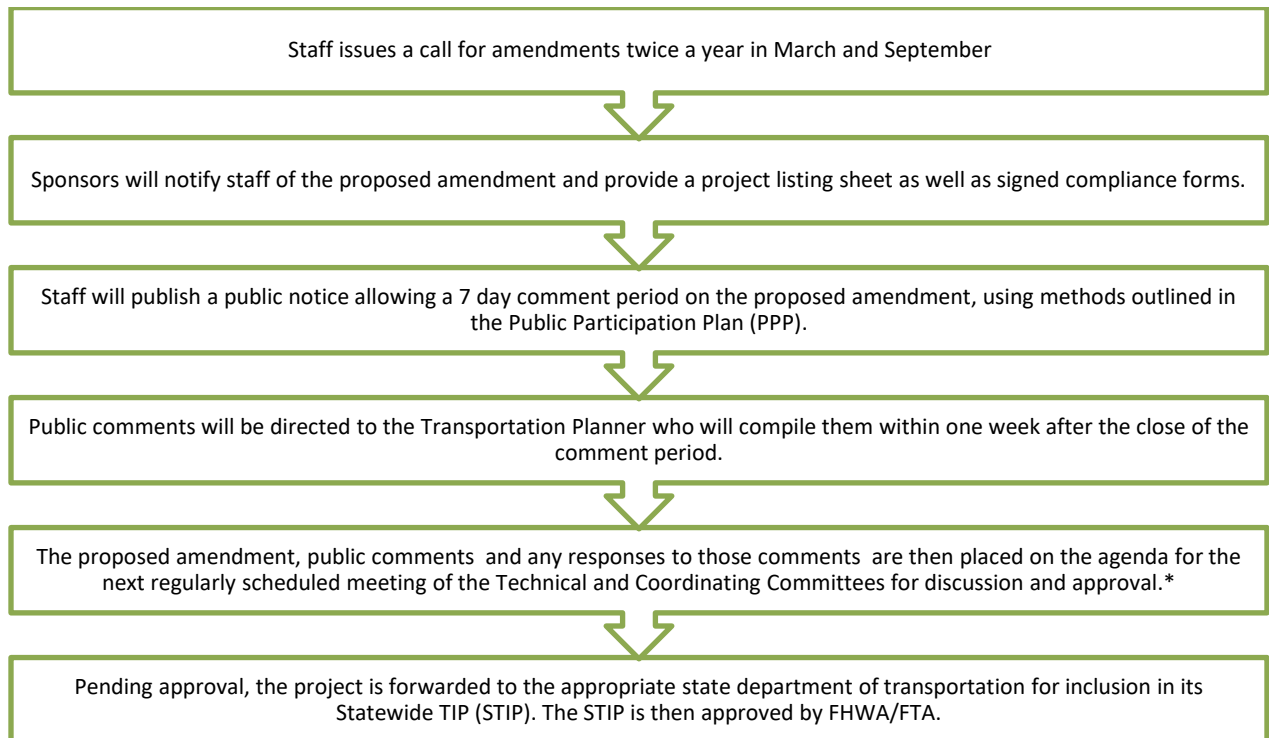 Staff issues a call for amendments twice a year in March and September
Sponsors will notify staff of the proposed amendment and provide a project listing sheet as well as signed compliance forms.
Staff will publish a public notice allowing a 7 day comment period on the proposed amendment, using methods outlined in
the Public Participation Plan (PPP).
Public comments will be directed to the Transportation Planner who will compile them within one week after the close of the
comment period.
The proposed amendment, public comments  and any responses to those comments  are then placed on the agenda for the
next regularly scheduled meeting of the Technical and Coordinating Committees for discussion and approval.*
Pending approval, the project is forwarded to the appropriate state department of transportation for inclusion in its
Statewide TIP (STIP). The STIP is then approved by FHWA/FTA.